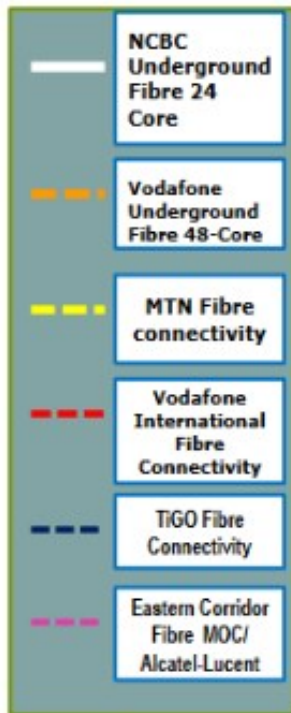 NCBC
Underground
Fibre 24
Core
Vodafone
Underground
Fibre 48-Core
MTN Fibre
connectivity
Vodafone
International
Fibre
Connectivity
TiGO Fibre
Connectivity
Eastern Corridor
Fibre MOC/
Alcatel-Lucent